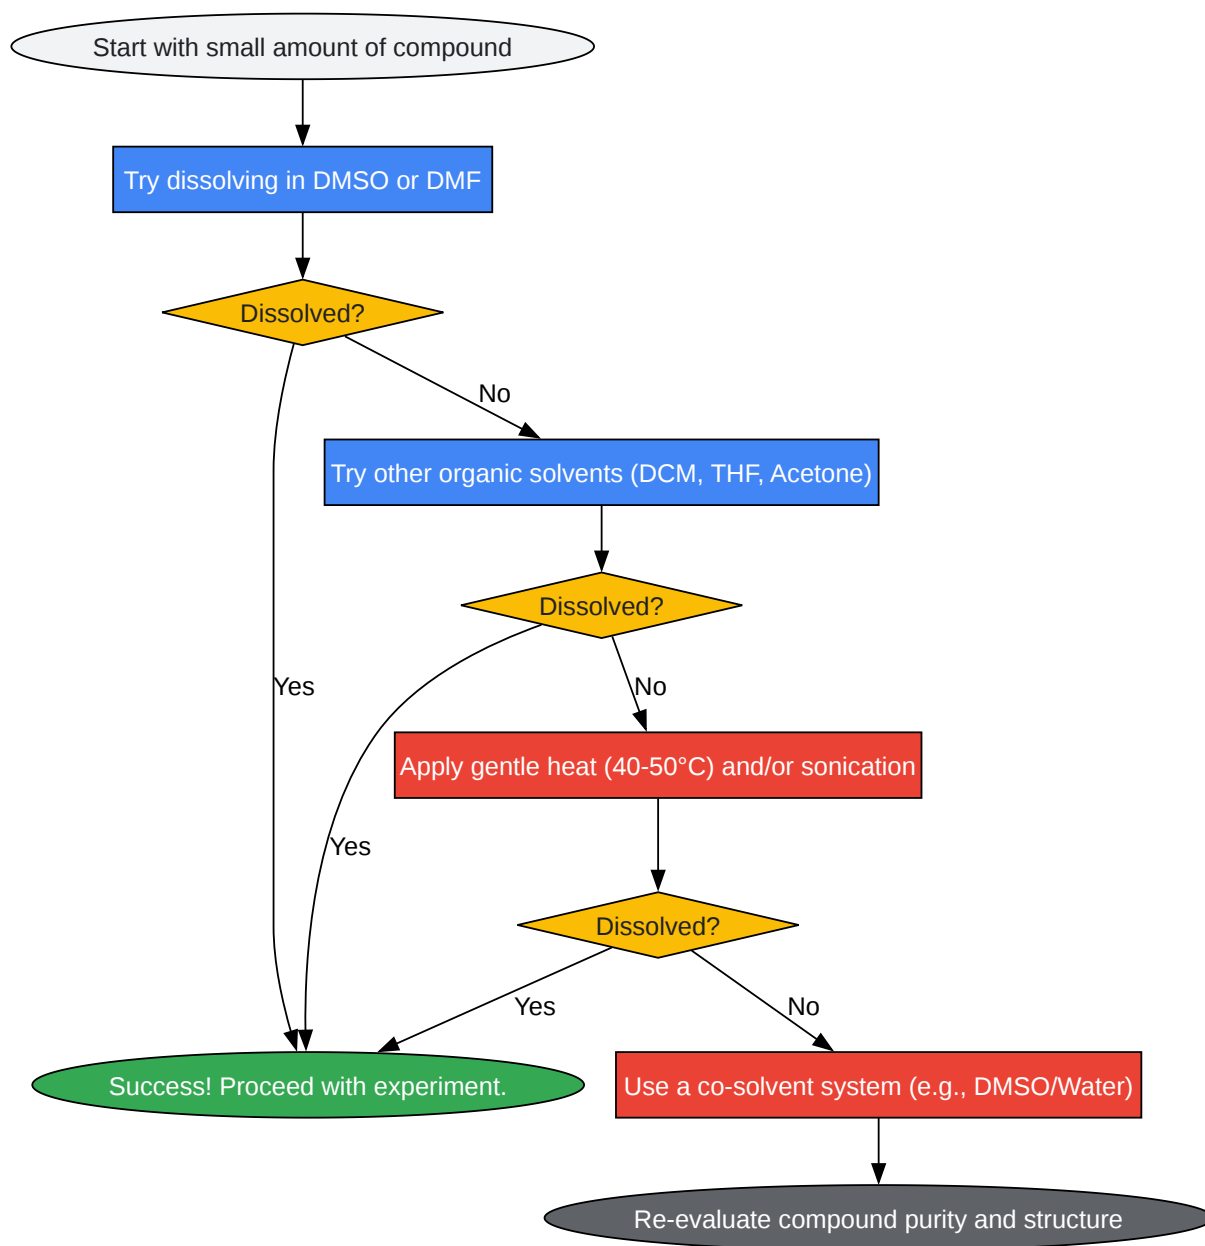 Start with small amount of compound
Try dissolving in DMSO or DMF
Dissolved?
No
Try other organic solvents (DCM, THF, Acetone)
Dissolved?
Yes
No
Apply gentle heat (40-50°C) and/or sonication
Yes
Dissolved?
Yes
No
Success! Proceed with experiment.
Use a co-solvent system (e.g., DMSO/Water)
Re-evaluate compound purity and structure